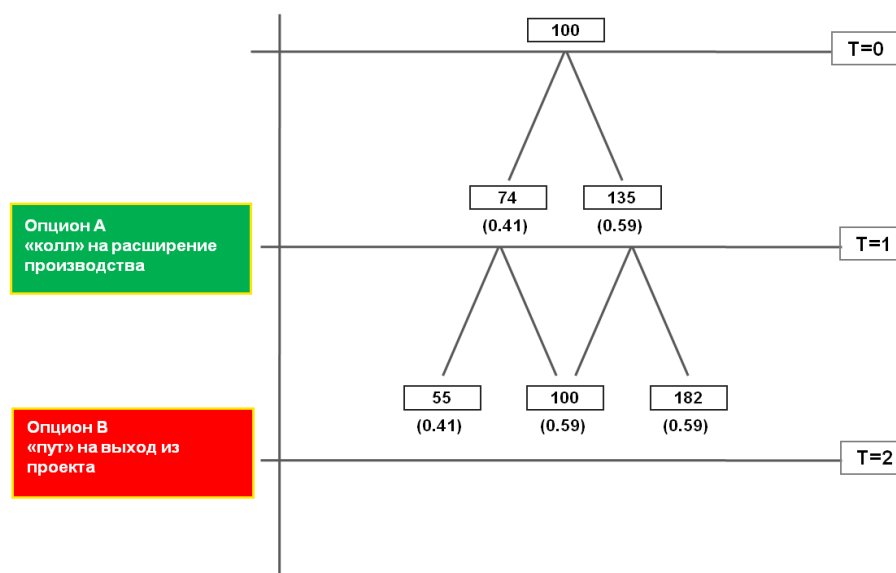 100
T=0
74
135
(0.41)
(0.59)
Опцион А
«колл» на расширение
производства
T=1
55
100
182
(0.41)
(0.59)
(0.59)
Опцион В
«пут» на выход из
проекта
T=2